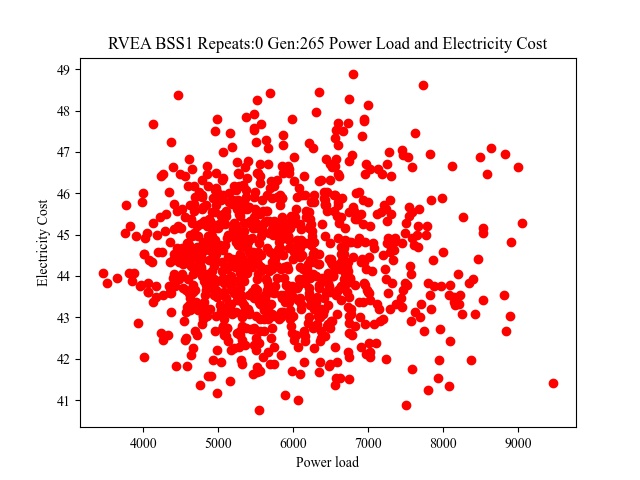 RVEA BSS1 Repeats:0 Gen:265 Power Load and Electricity Cost
49
48
47
46
45
44
43
42
41
Electricity Cost
4000 5000 6000 7000 8000 9000
Power load